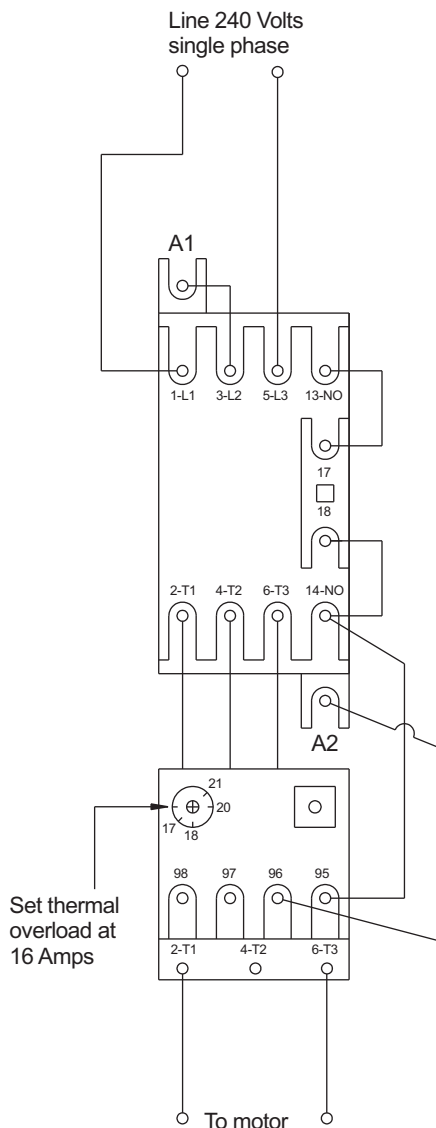 Line 240 Volts
single phase
A1
1-L1
3-L2
5-L3
13-NO
17
18
2-T1
4-T2
6-T3
14-NO
A2
21
20
17
18
98
97
96
95
Set thermal
overload at
16 Amps
2-T1
4-T2
6-T3
To motor